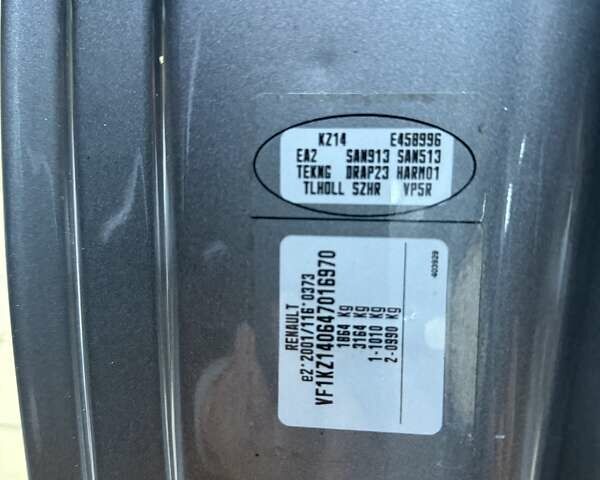 KZ14 E458996
EA2 SAN913 SAN513
TEKNG DRAP23 HARM01
TLHOLL SZHR VP5R
RENAULT
e2*2001/116*0373
VF1KZ140647016970
1864 Kg
3164 Kg
1-1010 Kg
2-0990 Kg
403929